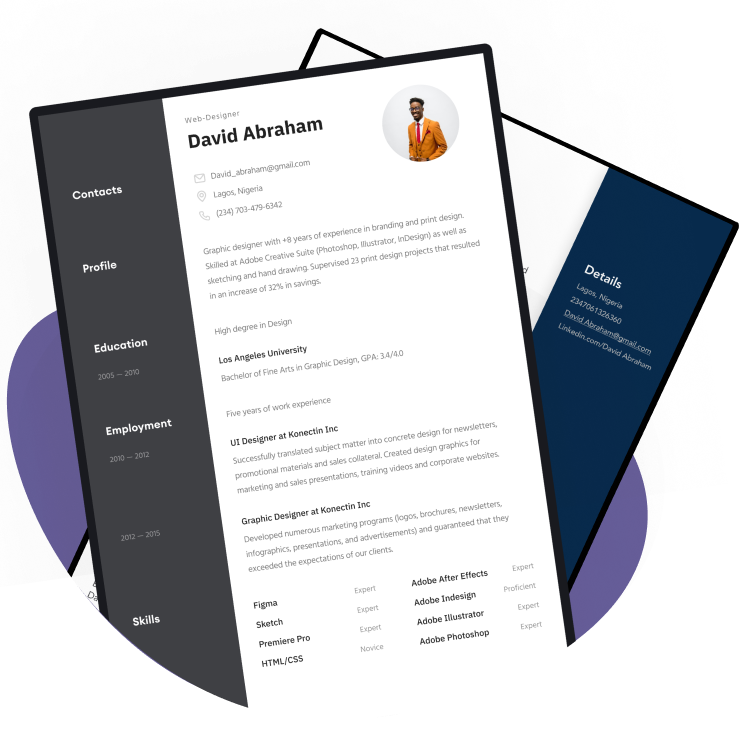 Web-Designer
David Abraham
Contacts
David_abraham@gmail.com
Lagos, Nigeria
(234) 703-479-6342
Profile
Graphic designer with +8 years of experience in branding and print design.
Skilled at Adobe Creative Suite (Photoshop, Illustrator, InDesign) as well as
sketching and hand drawing. Supervised 23 print design projects that resulted
in an increase of 32% in savings.
Education
High degree in Design
2005 — 2010
Los Angeles University
Bachelor of Fine Arts in Graphic Design, GPA: 3.4/4.0
Employment
Five years of work experience
2010 — 2012
UI Designer at Konectin Inc
Successfully translated subject matter into concrete design for newsletters,
promotional materials and sales collateral. Created design graphics for
marketing and sales presentations, training videos and corporate websites.
2012 — 2015
Graphic Designer at Konectin Inc
Developed numerous marketing programs (logos, brochures, newsletters,
infographics, presentations, and advertisements) and guaranteed that they
exceeded the expectations of our clients.
Skills
Figma Expert Adobe After Effects Expert
Sketch Expert Adobe Indesign Proficient
Premiere Pro Expert Adobe Illustrator Expert
HTML/CSS Novice Adobe Photoshop Expert
Details
Lagos, Nigeria
2347061326360
David Abraham@gmail.com
Linkedin.com/David Abraham